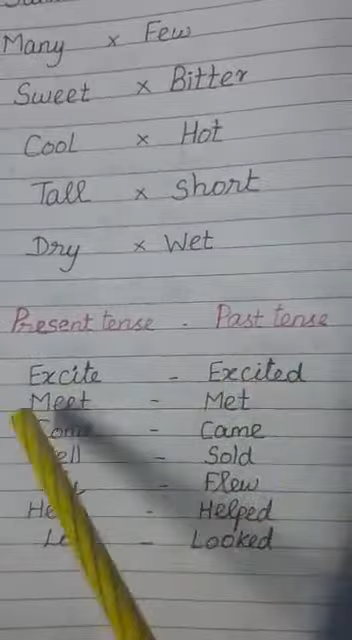 Many × Few
Sweet × Bitter
Cool × Hot
Tall × Short
Dry × Wet
Present tense - Past tense
Excite - Excited
Meet - Met
- Came
- Sold
- Flew
- Helped
- Looked